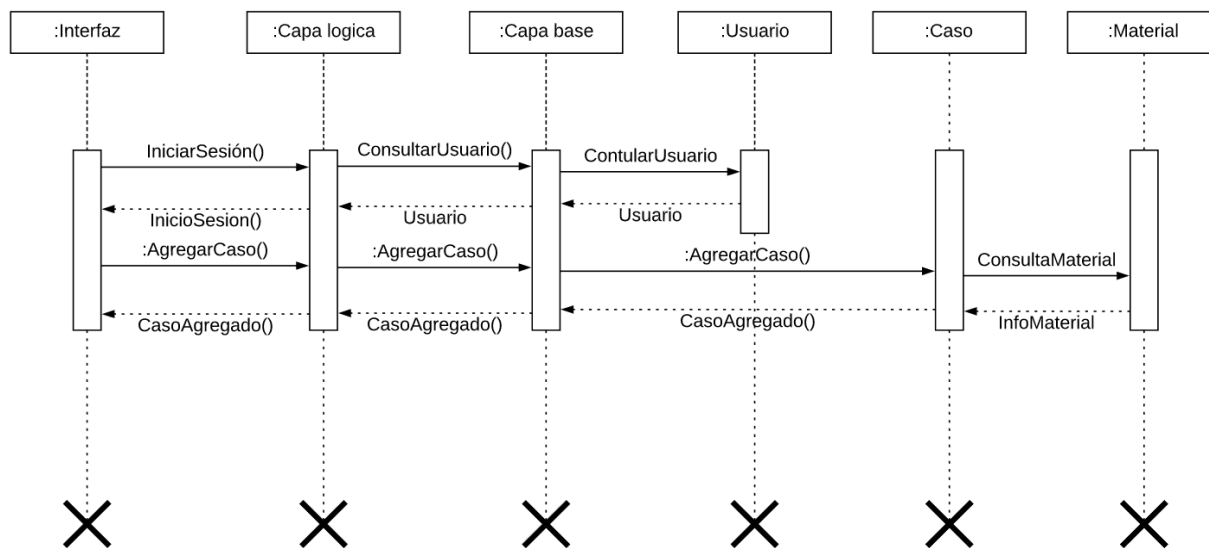 :Interfaz
:Capa logica
:Capa base
:Usuario
:Caso
:Material
IniciarSesión()
ConsultarUsuario()
ContularUsuario
InicioSesion()
Usuario
Usuario
:AgregarCaso()
:AgregarCaso()
:AgregarCaso()
ConsultaMaterial
CasoAgregado()
CasoAgregado()
CasoAgregado()
InfoMaterial